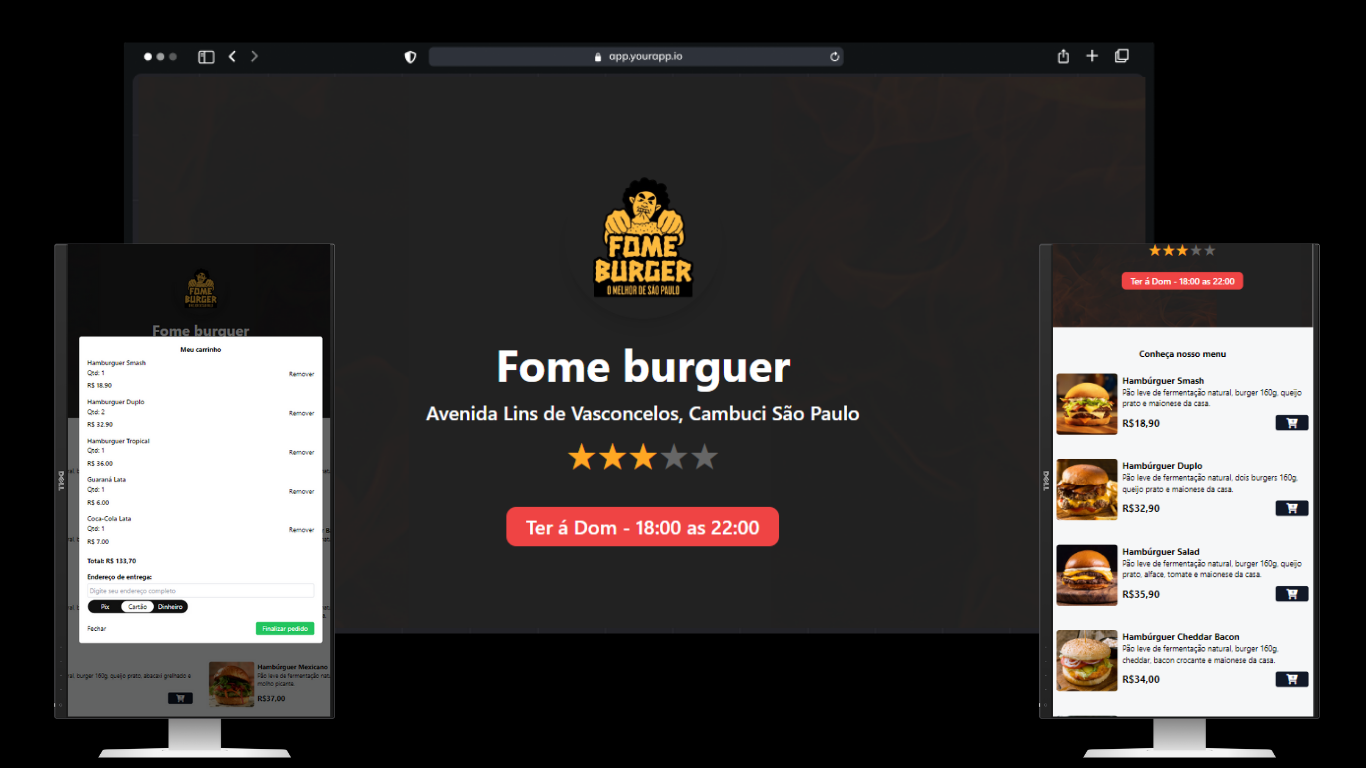 app.yourapp.io
FOME
BURGER
O MELHOR DE SÃO PAULO
Fome burguer
Avenida Lins de Vasconcelos, Cambuci São Paulo
Ter á Dom - 18:00 as 22:00
DELL
FOME
BURGER
Fome burguer
Meu carrinho
Hamburguer Smash
Qtd: 1
Remover
R$ 18.90
Hamburguer Duplo
Qtd: 2
Remover
R$ 32.90
Hamburguer Tropical
Qtd: 1
Remover
R$ 36.00
Guaraná Lata
Qtd: 1
Remover
R$ 6.00
Coca-Cola Lata
Qtd: 1
Remover
R$ 7.00
Total: R$ 133,70
Endereço de entrega:
Digite seu endereço completo
Pix Cartão Dinheiro
Fechar Finalizar pedido
Hambúrguer Mexicano
Pão leve de fermentação
burger 160g, queijo prato, abacaxi grelhado e
molho picante
R$37,00
DELL
Ter á Dom - 18:00 as 22:00
Conheça nosso menu
Hambúrguer Smash
Pão leve de fermentação natural, burger 160g, queijo
prato e maionese da casa.
R$18,90
Hambúrguer Duplo
Pão leve de fermentação natural, dois burgers 160g,
queijo prato e maionese da casa.
R$32,90
Hambúrguer Salad
Pão leve de fermentação natural, burger 160g, queijo
prato, alface, tomate e maionese da casa.
R$35,90
Hambúrguer Cheddar Bacon
Pão leve de fermentação natural, burger 160g,
cheddar, bacon crocante e maionese da casa.
R$34,00